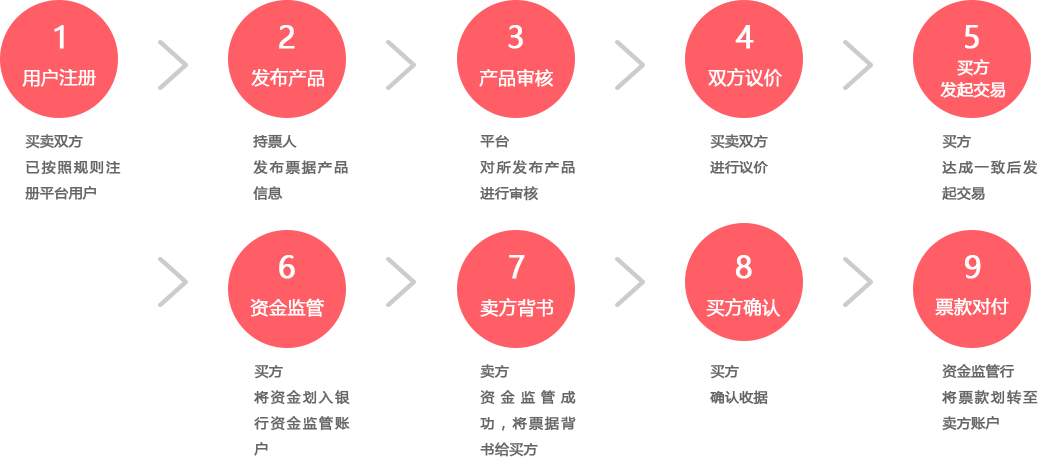 1
用户注册
买卖双方
已按照规则注
册平台用户
2
发布产品
持票人
发布票据产品
信息
3
产品审核
平台
对所发布产品
进行审核
4
双方议价
买卖双方
进行议价
5
买方
发起交易
买方
达成一致后发
起交易
6
资金监管
买方
将资金划入银
行资金监管账
户
7
卖方背书
卖方
资金监管成
功，将票据背
书给买方
8
买方确认
买方
确认收据
9
票款对付
资金监管行
将票款划转至
卖方账户